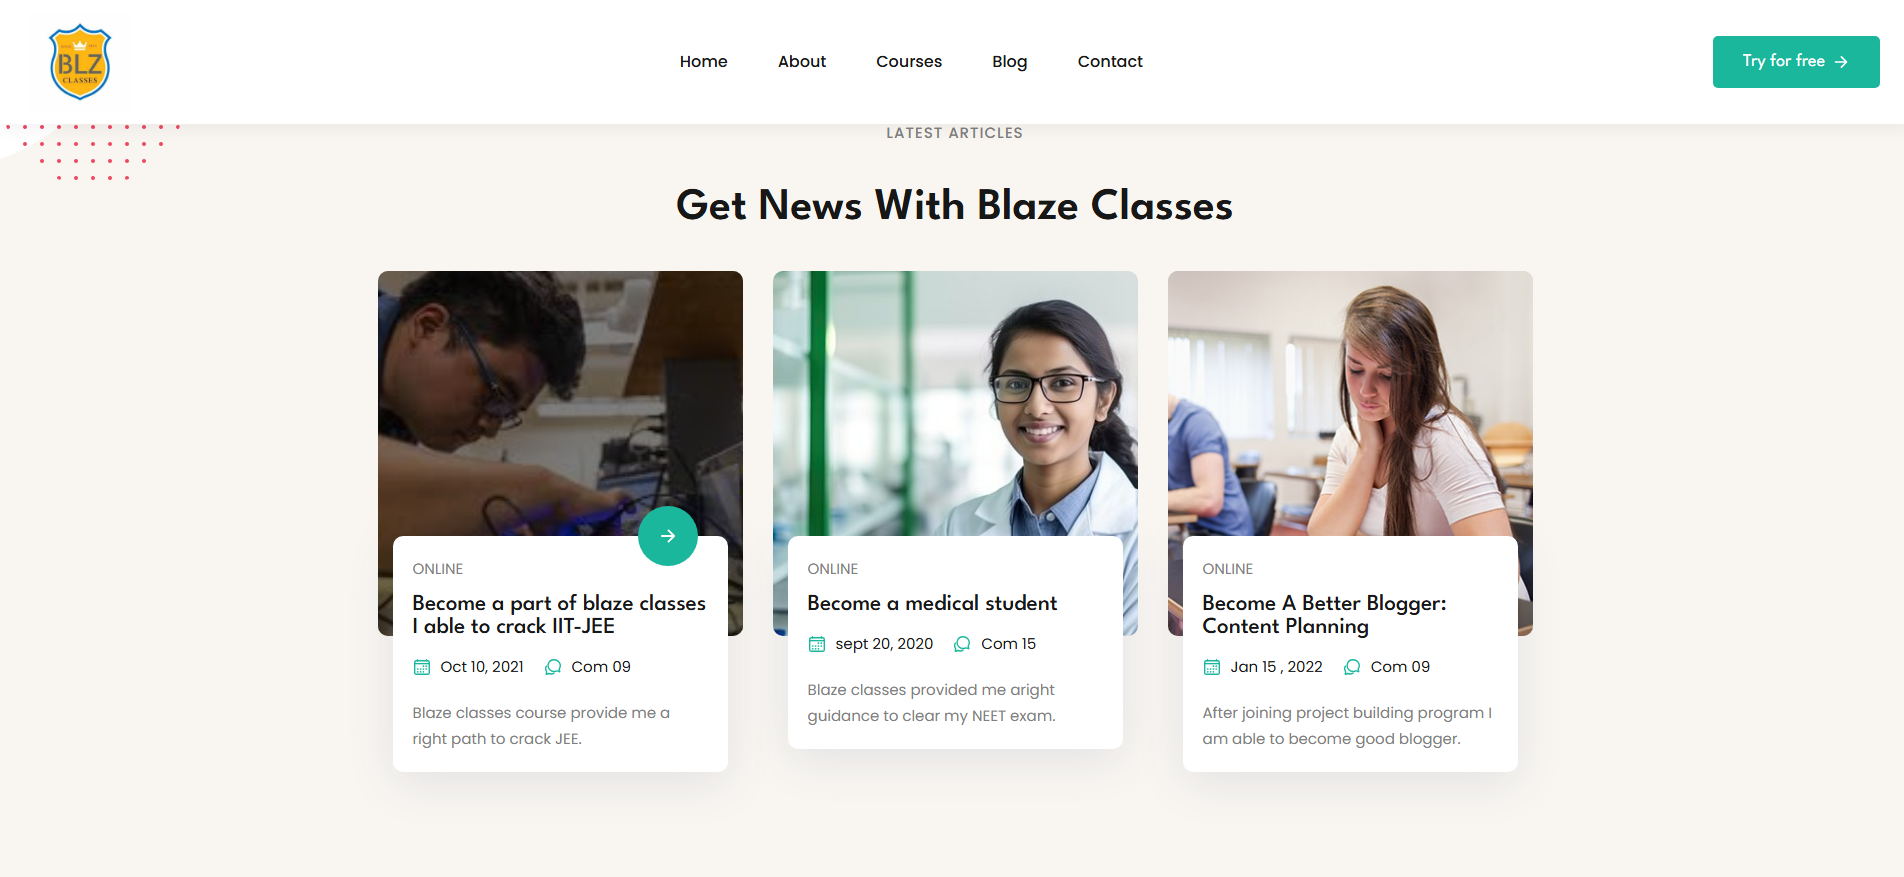 BLZ
CLASSES
Home
About
Courses
Blog
Contact
Try for free
LATEST ARTICLES
Get News With Blaze Classes
ONLINE
Become a part of blaze classes
I able to crack IIT-JEE
Oct 10, 2021
Com 09
Blaze classes course provide me a
right path to crack JEE.
ONLINE
Become a medical student
sept 20, 2020
Com 15
Blaze classes provided me aright
guidance to clear my NEET exam.
ONLINE
Become A Better Blogger:
Content Planning
Jan 15 , 2022
Com 09
After joining project building program I
am able to become good blogger.